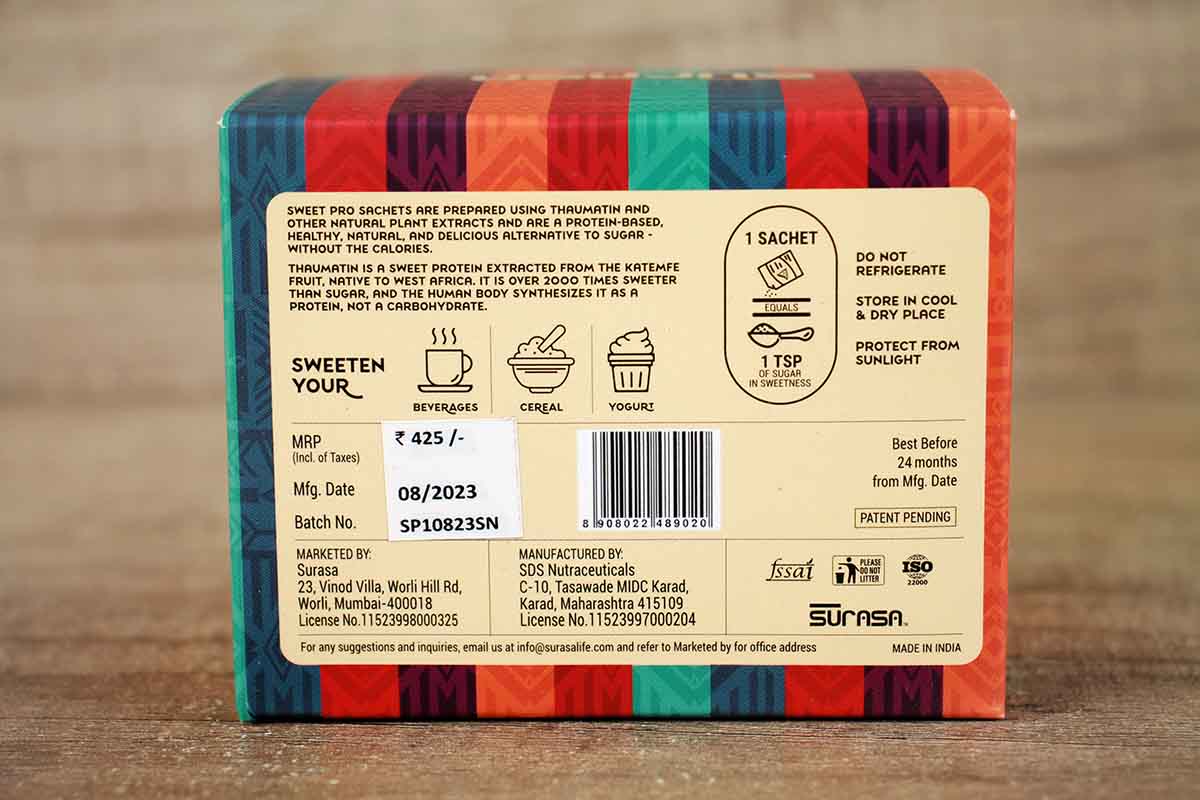 SWEET PRO SACHETS ARE PREPARED USING THAUMATIN AND
OTHER NATURAL PLANT EXTRACTS AND ARE A PROTEIN-BASED,
HEALTHY, NATURAL, AND DELICIOUS ALTERNATIVE TO SUGAR -
WITHOUT THE CALORIES.
THAUMATIN IS A SWEET PROTEIN EXTRACTED FROM THE KATEMFE
FRUIT, NATIVE TO WEST AFRICA. IT IS OVER 2000 TIMES SWEETER
THAN SUGAR, AND THE HUMAN BODY SYNTHESIZES IT AS A
PROTEIN, NOT A CARBOHYDRATE.
SWEETEN
YOUR
BEVERAGES
CEREAL
YOGURT
1 SACHET
EQUALS
1 TSP
OF SUGAR
IN SWEETNESS
DO NOT
REFRIGERATE
STORE IN COOL
& DRY PLACE
PROTECT FROM
SUNLIGHT
MRP
(Incl. of Taxes)
₹ 425 /-
Mfg. Date
08/2023
Batch No.
SP10823SN
8 908022 489020
Best Before
24 months
from Mfg. Date
PATENT PENDING
MARKETED BY:
Surasa
23, Vinod Villa, Worli Hill Rd,
Worli, Mumbai-400018
License No.11523998000325
MANUFACTURED BY:
SDS Nutraceuticals
C-10, Tasawade MIDC Karad,
Karad, Maharashtra 415109
License No.11523997000204
fssai
PLEASE
DO NOT
LITTER
ISO
22000
SURASA™
For any suggestions and inquiries, email us at info@surasalife.com and refer to Marketed by for office address
MADE IN INDIA